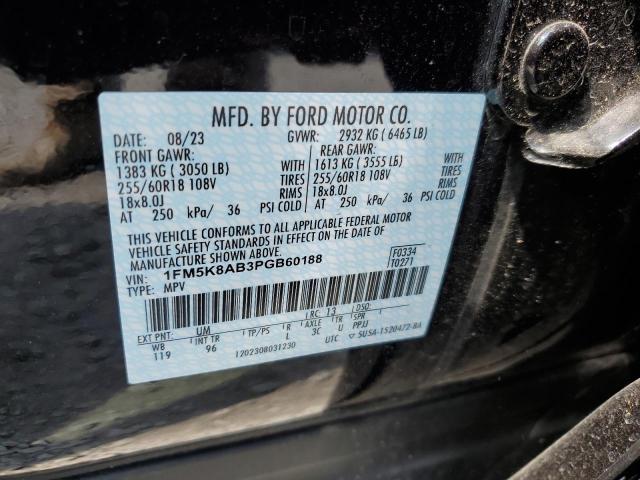 MFD. BY FORD MOTOR CO.
DATE: 08/23 GVWR: 2932 KG ( 6465 LB)
FRONT GAWR: REAR GAWR:
1383 KG ( 3050 LB) WITH 1613 KG ( 3555 LB)
255/60R18 108V TIRES 255/60R18 108V
18x8.0J RIMS 18x8.0J
AT 250 kPa/ 36 PSI COLD AT 250 kPa/ 36 PSI COLD
WITH
TIRES
RIMS
THIS VEHICLE CONFORMS TO ALL APPLICABLE FEDERAL MOTOR
VEHICLE SAFETY STANDARDS IN EFFECT ON THE DATE OF
MANUFACTURE SHOWN ABOVE.
VIN: 1FM5K8AB3PGB60188 F0334
TYPE: MPV T0271
RC: 13 DSO:
EXT PNT: UM TP/PS R AXLE TR SPR
WB INT TR L 3C U PPJJ
119 96 1202308031230 UTC ▽ 5USA-1520472-BA